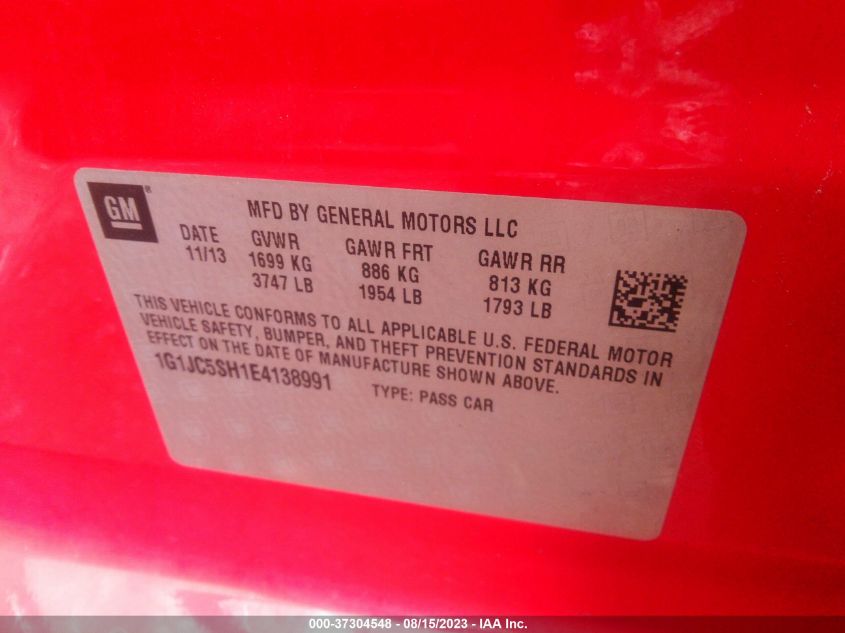 GM ®
MFD BY GENERAL MOTORS LLC
DATE GVWR GAWR FRT GAWR RR
11/13 1699 KG 886 KG 813 KG
3747 LB 1954 LB 1793 LB
THIS VEHICLE CONFORMS TO ALL APPLICABLE U.S. FEDERAL MOTOR
VEHICLE SAFETY, BUMPER, AND THEFT PREVENTION STANDARDS IN
EFFECT ON THE DATE OF MANUFACTURE SHOWN ABOVE.
1G1JC5SH1E4138991 TYPE: PASS CAR
000-37304548 - 08/15/2023 - IAA Inc.